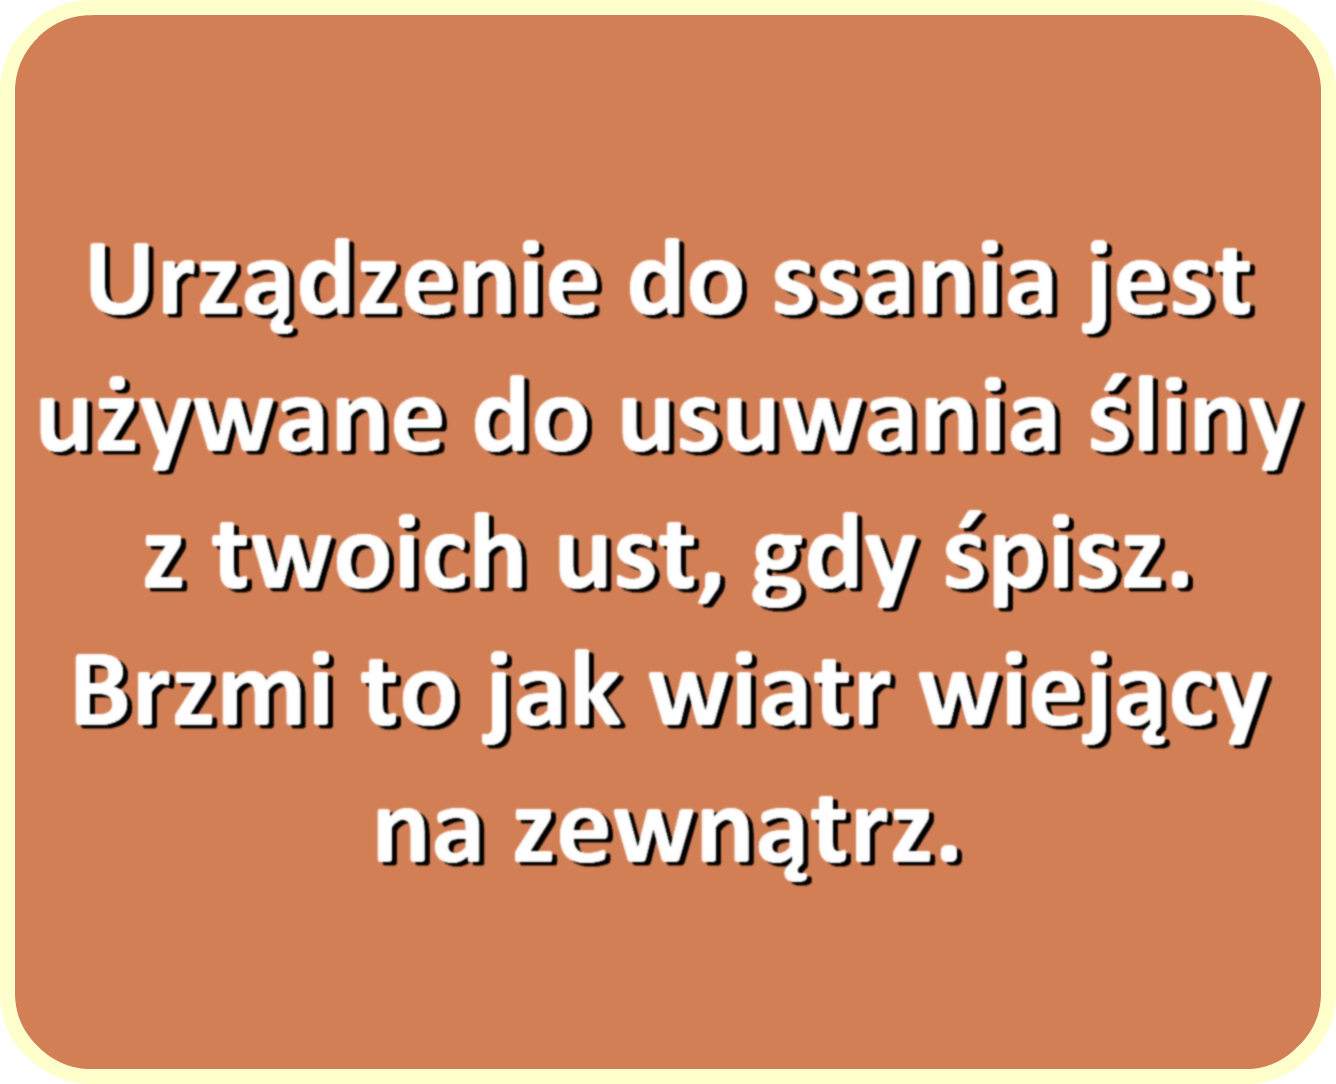 Urządzenie do ssania jest
używane do usuwania śliny
z twoich ust, gdy śpisz.
Brzmi to jak wiatr wiejący
na zewnątrz.